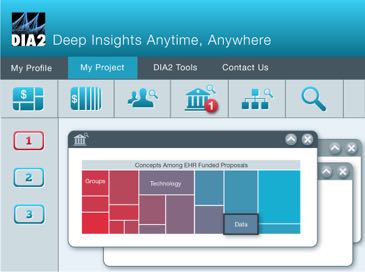 DIA2 Deep Insights Anytime, Anywhere
My Profile My Project DIA2 Tools Contact Us
$ $ 1
1
2
3
Concepts Among EHR Funded Proposals
Groups Technology
Data